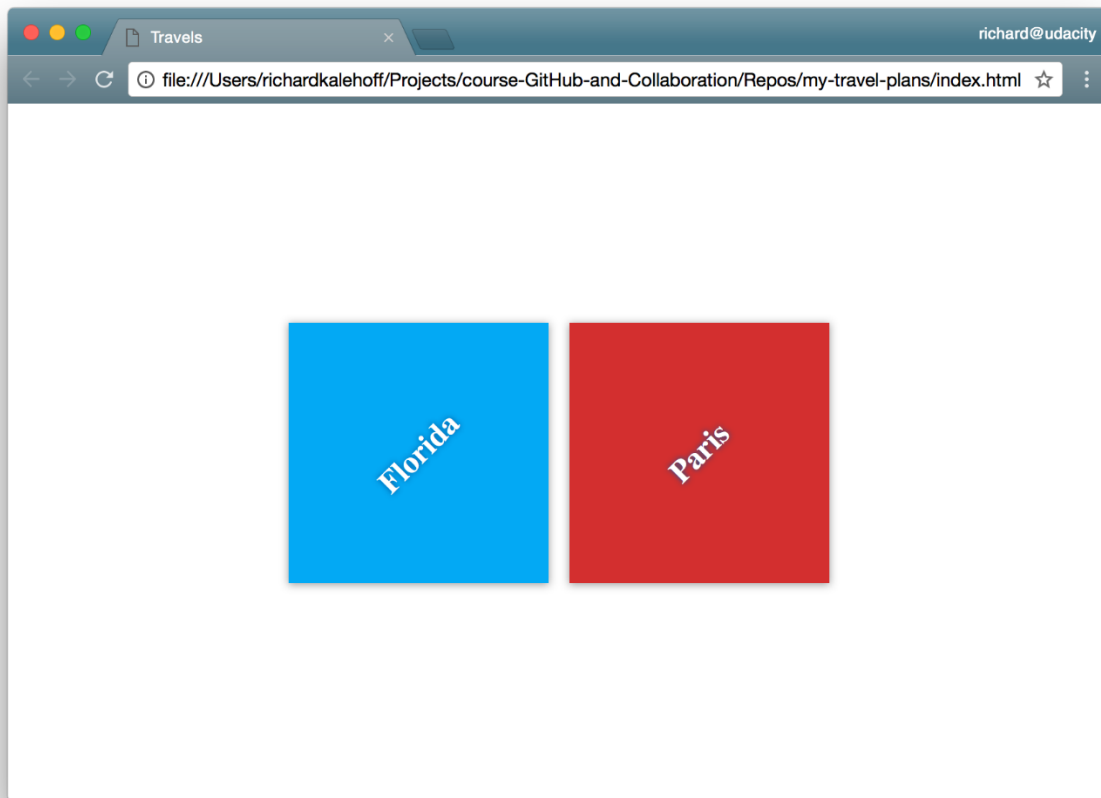 Travels
richard@udacity
file:///Users/richardkalehoff/Projects/course-GitHub-and-Collaboration/Repos/my-travel-plans/index.html
Florida
Paris